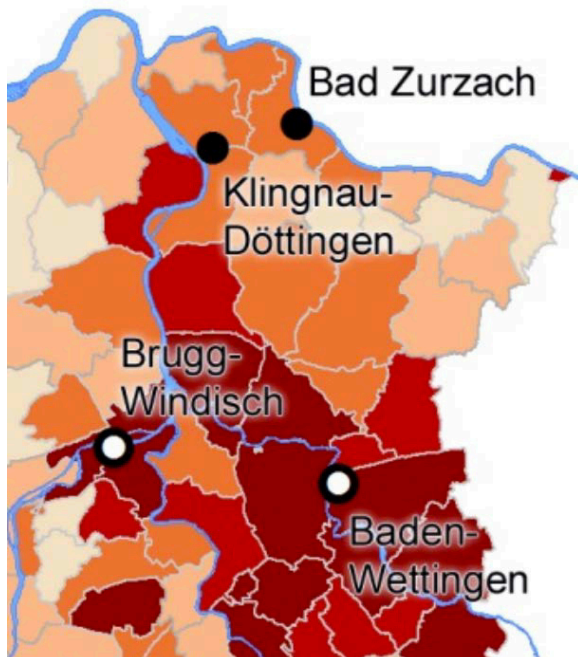 Bad Zurzach
Klingnau-
Döttingen
Brugg-
Windisch
Baden-
Wettingen